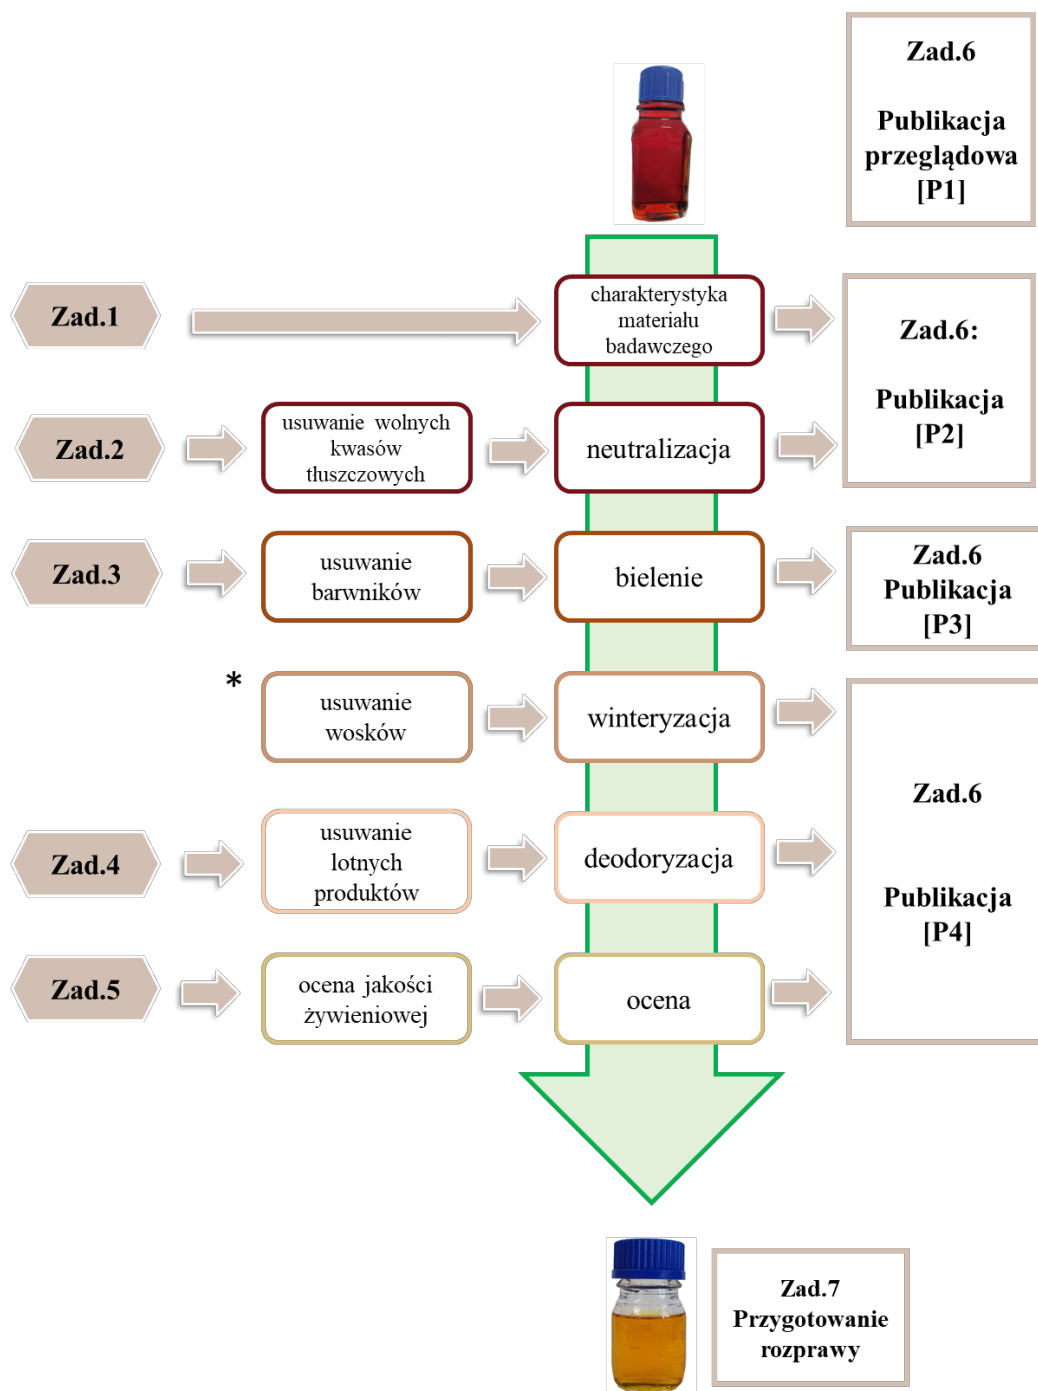 Zad.6
Publikacja
przeglądowa
[P1]
Zad.1
charakterystyka
materiału
badawczego
Zad.6:
Publikacja
[P2]
Zad.2
usuwanie wolnych
kwasów
tłuszczowych
neutralizacja
Zad.3
usuwanie
barwników
bielenie
Zad.6
Publikacja
[P3]
*
usuwanie
wosków
winteryzacja
Zad.6
Publikacja
[P4]
Zad.4
usuwanie
lotnych
produktów
deodoryzacja
Zad.5
ocena jakości
żywieniowej
ocena
Zad.7
Przygotowanie
rozprawy